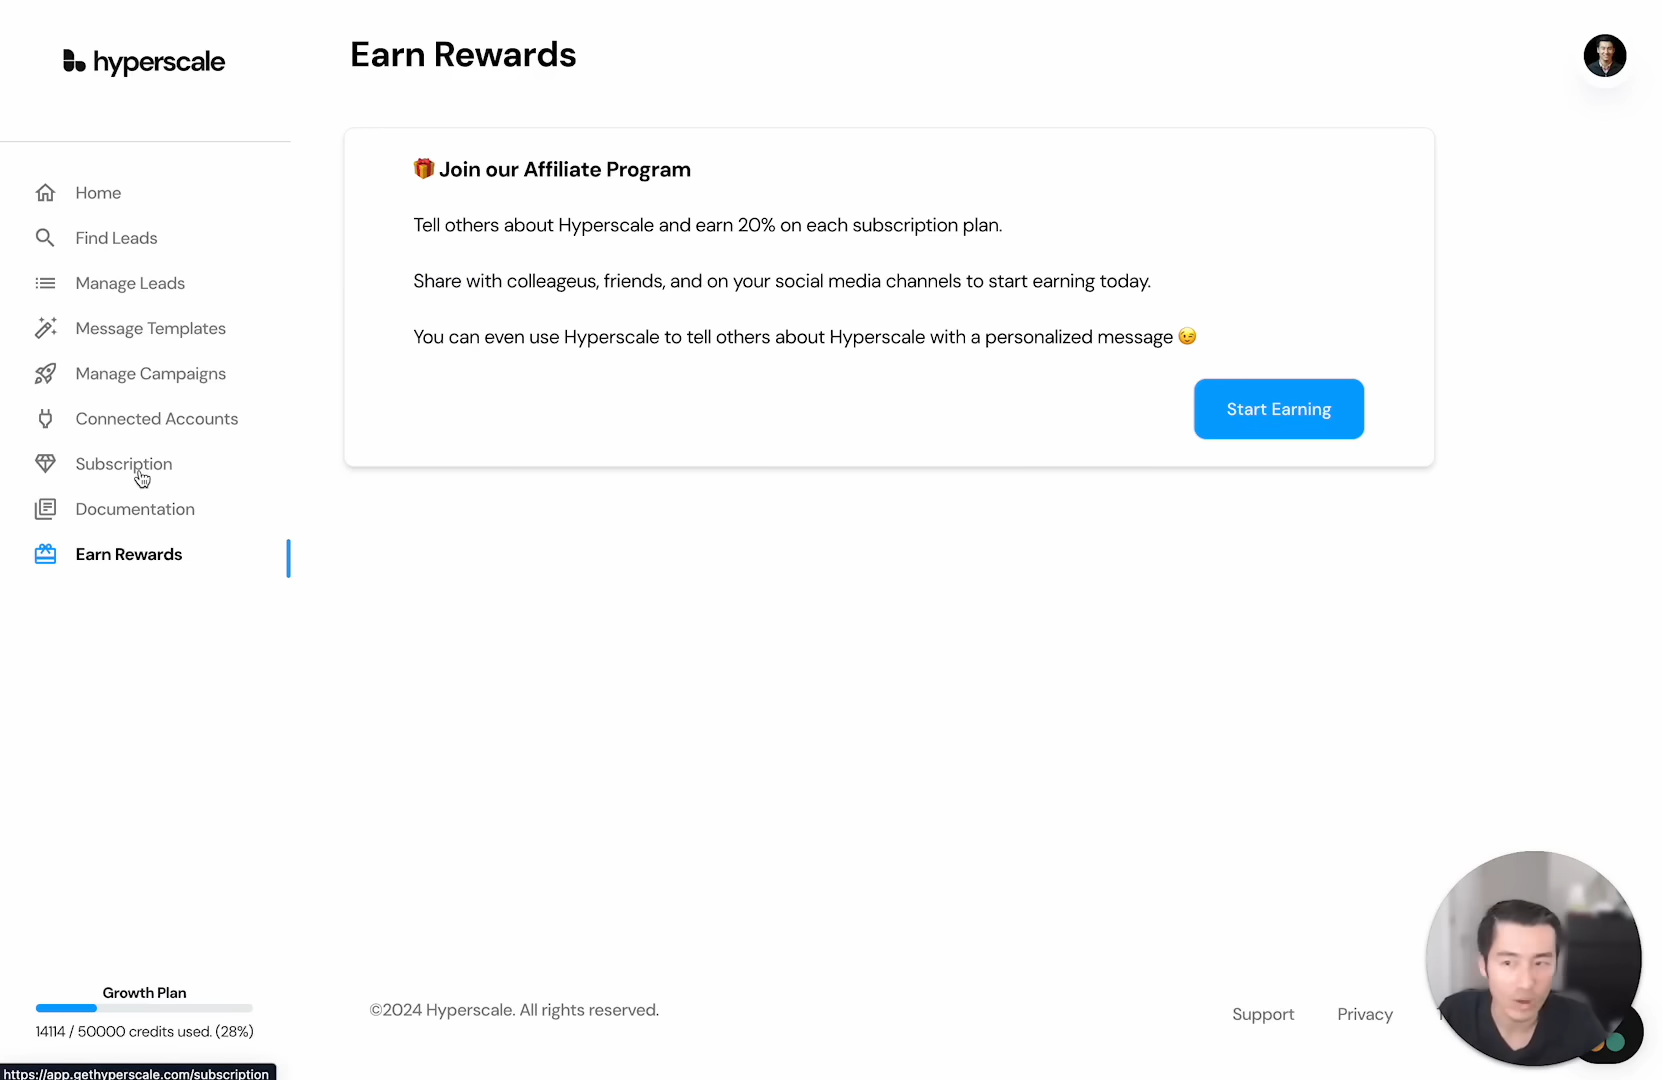 hyperscale
Earn Rewards
Home
Find Leads
Manage Leads
Message Templates
Manage Campaigns
Connected Accounts
Subscription
Documentation
Earn Rewards
🎁 Join our Affiliate Program
Tell others about Hyperscale and earn 20% on each subscription plan.
Share with colleageus, friends, and on your social media channels to start earning today.
You can even use Hyperscale to tell others about Hyperscale with a personalized message 😉
Start Earning
Growth Plan
14114 / 50000 credits used. (28%)
©2024 Hyperscale. All rights reserved.
Support
Privacy
https://app.gethyperscale.com/subscription